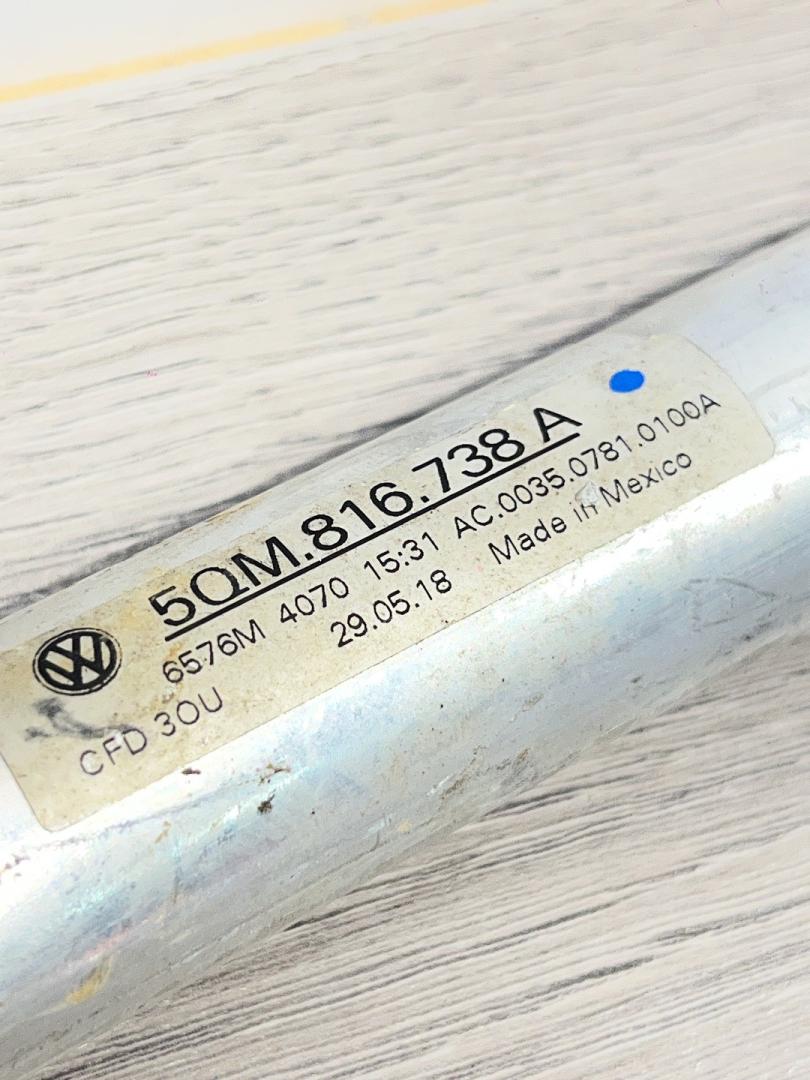 5QM.816.738 A
6576M 4070 15:31 AC.0035.0781.0100A
CFD 3OU 29.05.18 Made in Mexico